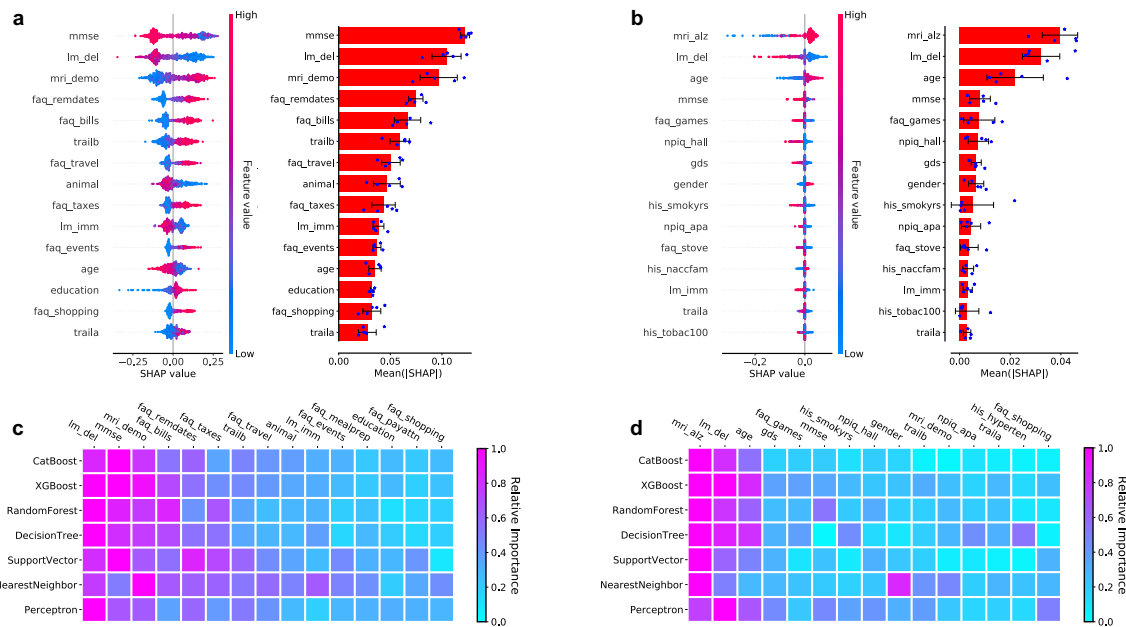 a
mmse
lm_del
mri_demo
faq_remdates
faq_bills
trailb
faq_travel
animal
faq_taxes
lm_imm
faq_events
age
education
faq_shopping
traila
−0.25 0.00 0.25
SHAP value
High
Feature value
Low
mmse
lm_del
mri_demo
faq_remdates
faq_bills
trailb
faq_travel
animal
faq_taxes
lm_imm
faq_events
age
education
faq_shopping
traila
0.00 0.05 0.10
Mean(|SHAP|)
b
mri_alz
lm_del
age
mmse
faq_games
npiq_hall
gds
gender
his_smokyrs
npiq_apa
faq_stove
his_naccfam
lm_imm
traila
his_tobac100
−0.2 0.0
SHAP value
High
Feature value
Low
mri_alz
lm_del
age
mmse
faq_games
npiq_hall
gds
gender
his_smokyrs
npiq_apa
faq_stove
his_naccfam
lm_imm
his_tobac100
traila
0.00 0.02 0.04
Mean(|SHAP|)
c
lm_del
mmse
mri_demo
faq_bills
faq_remdates
faq_taxes
trailb
faq_travel
animal
lm_imm
faq_events
faq_mealprep
education
faq_payattn
faq_shopping
CatBoost
XGBoost
RandomForest
DecisionTree
SupportVector
NearestNeighbor
Perceptron
1.0
0.8
0.6
0.4
0.2
0.0
Relative Importance
d
mri_alz
lm_del
age
gds
faq_games
mmse
his_smokyrs
npiq_hall
gender
trailb
mri_demo
npiq_apa
traila
his_hyperten
faq_shopping
CatBoost
XGBoost
RandomForest
DecisionTree
SupportVector
NearestNeighbor
Perceptron
1.0
0.8
0.6
0.4
0.2
0.0
Relative Importance